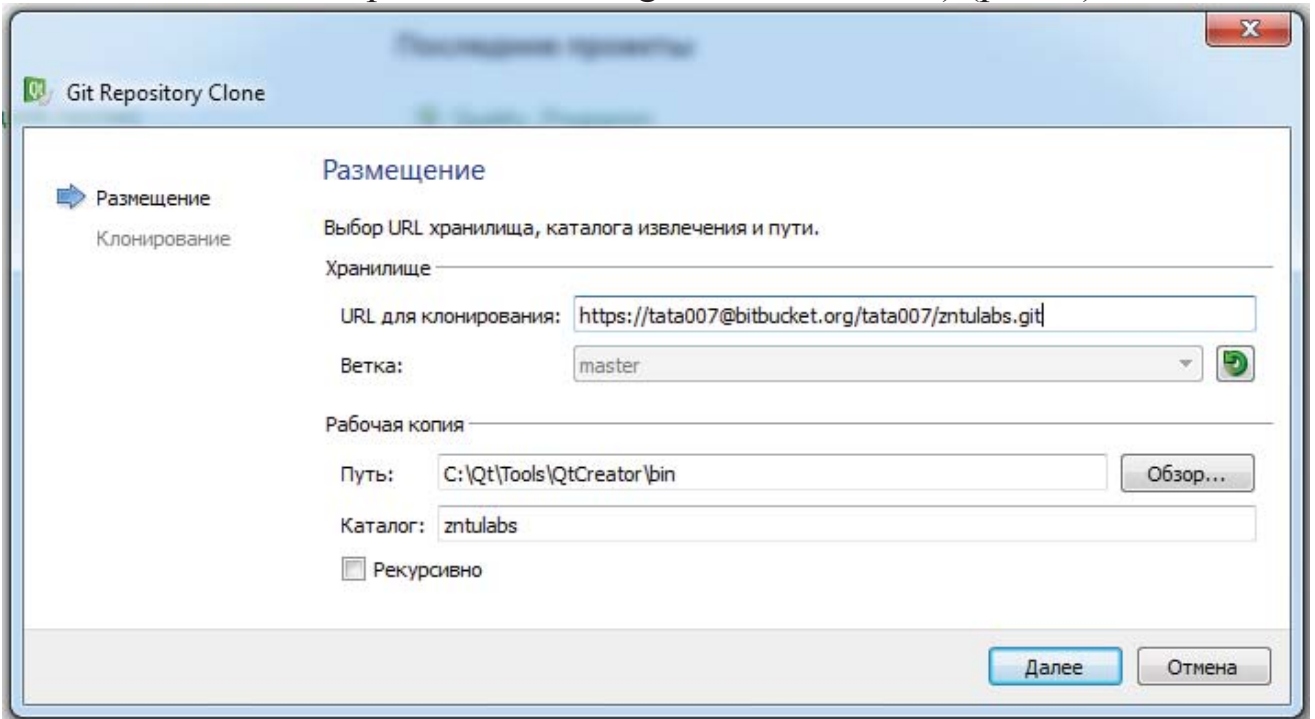 Последние проекты
Git Repository Clone
Размещение
Размещение
Клонирование
Выбор URL хранилища, каталога извлечения и пути.
Хранилище
URL для клонирования: https://tata007@bitbucket.org/tata007/zntulabs.git
Ветка: master
Рабочая копия
Путь: C:\Qt\Tools\QtCreator\bin Обзор...
Каталог: zntulabs
Рекурсивно
Далее Отмена